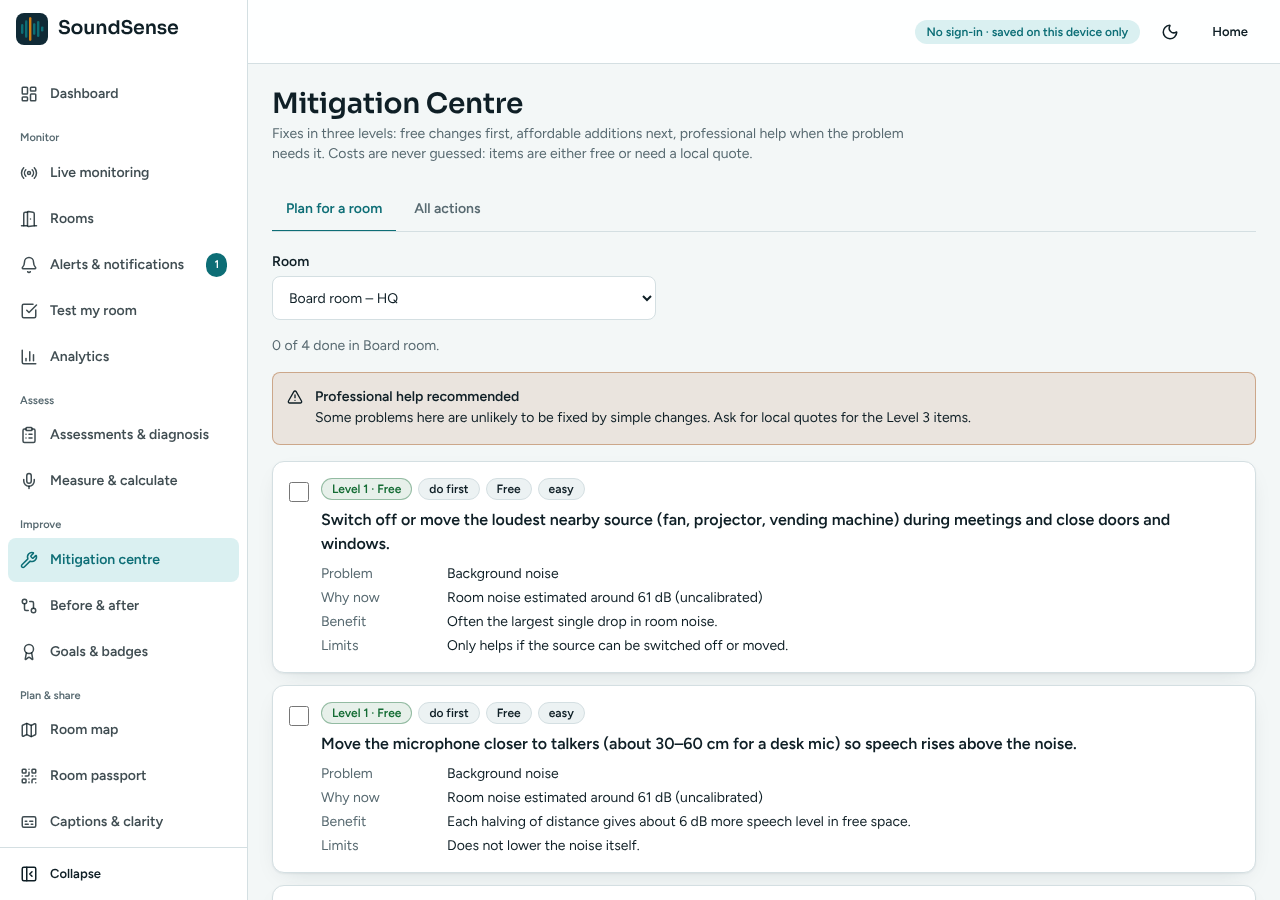 SoundSense
No sign-in · saved on this device only
Home
Dashboard
Monitor
Live monitoring
Rooms
Alerts & notifications
1
Test my room
Analytics
Assess
Assessments & diagnosis
Measure & calculate
Improve
Mitigation centre
Before & after
Goals & badges
Plan & share
Room map
Room passport
Captions & clarity
Collapse
Mitigation Centre
Fixes in three levels: free changes first, affordable additions next, professional help when the problem
needs it. Costs are never guessed: items are either free or need a local quote.
Plan for a room
All actions
Room
Board room – HQ
0 of 4 done in Board room.
Professional help recommended
Some problems here are unlikely to be fixed by simple changes. Ask for local quotes for the Level 3 items.
Level 1 · Free do first Free easy
Switch off or move the loudest nearby source (fan, projector, vending machine) during meetings and close doors and
windows.
Problem Background noise
Why now Room noise estimated around 61 dB (uncalibrated)
Benefit Often the largest single drop in room noise.
Limits Only helps if the source can be switched off or moved.
Level 1 · Free do first Free easy
Move the microphone closer to talkers (about 30–60 cm for a desk mic) so speech rises above the noise.
Problem Background noise
Why now Room noise estimated around 61 dB (uncalibrated)
Benefit Each halving of distance gives about 6 dB more speech level in free space.
Limits Does not lower the noise itself.